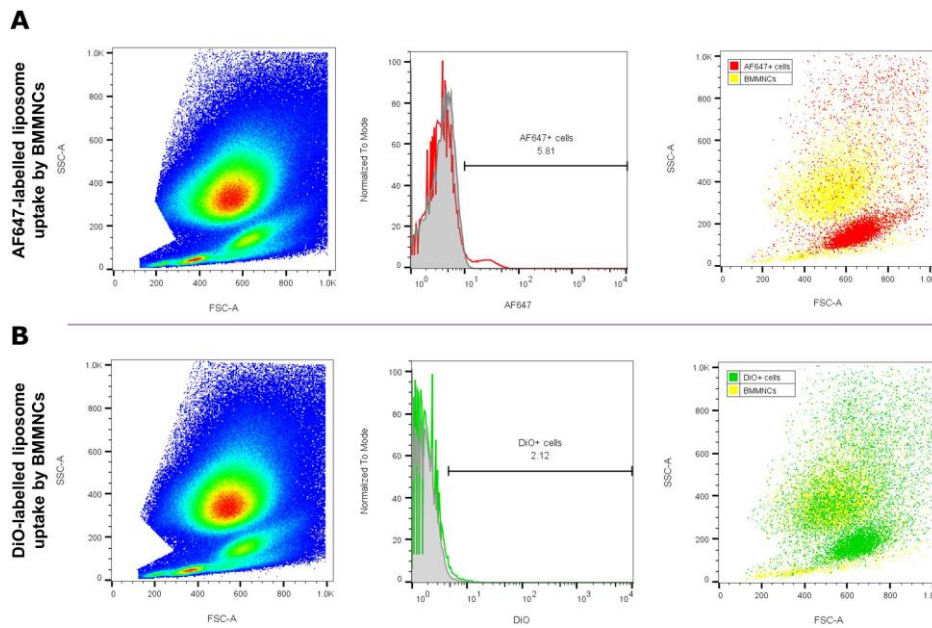 A
AF647-labelled liposome
uptake by BMMNCs
SSC-A
1.0K
800
600
400
200
0
0 200 400 600 800 1.0K
FSC-A
Normalized To Mode
100
80
60
40
20
0
AF647+ cells
5.81
10^0 10^1 10^2 10^3 10^4
AF647
SSC-A
1.0K
800
600
400
200
0
AF647+ cells
BMMNCs
0 200 400 600 800 1.0K
FSC-A
B
DiO-labelled liposome
uptake by BMMNCs
SSC-A
1.0K
800
600
400
200
0
0 200 400 600 800 1.0K
FSC-A
Normalized To Mode
100
80
60
40
20
0
DiO+ cells
2.12
10^0 10^1 10^2 10^3 10^4
DiO
SSC-A
1.0K
800
600
400
200
0
DiO+ cells
BMMNCs
0 200 400 600 800 1.0K
FSC-A